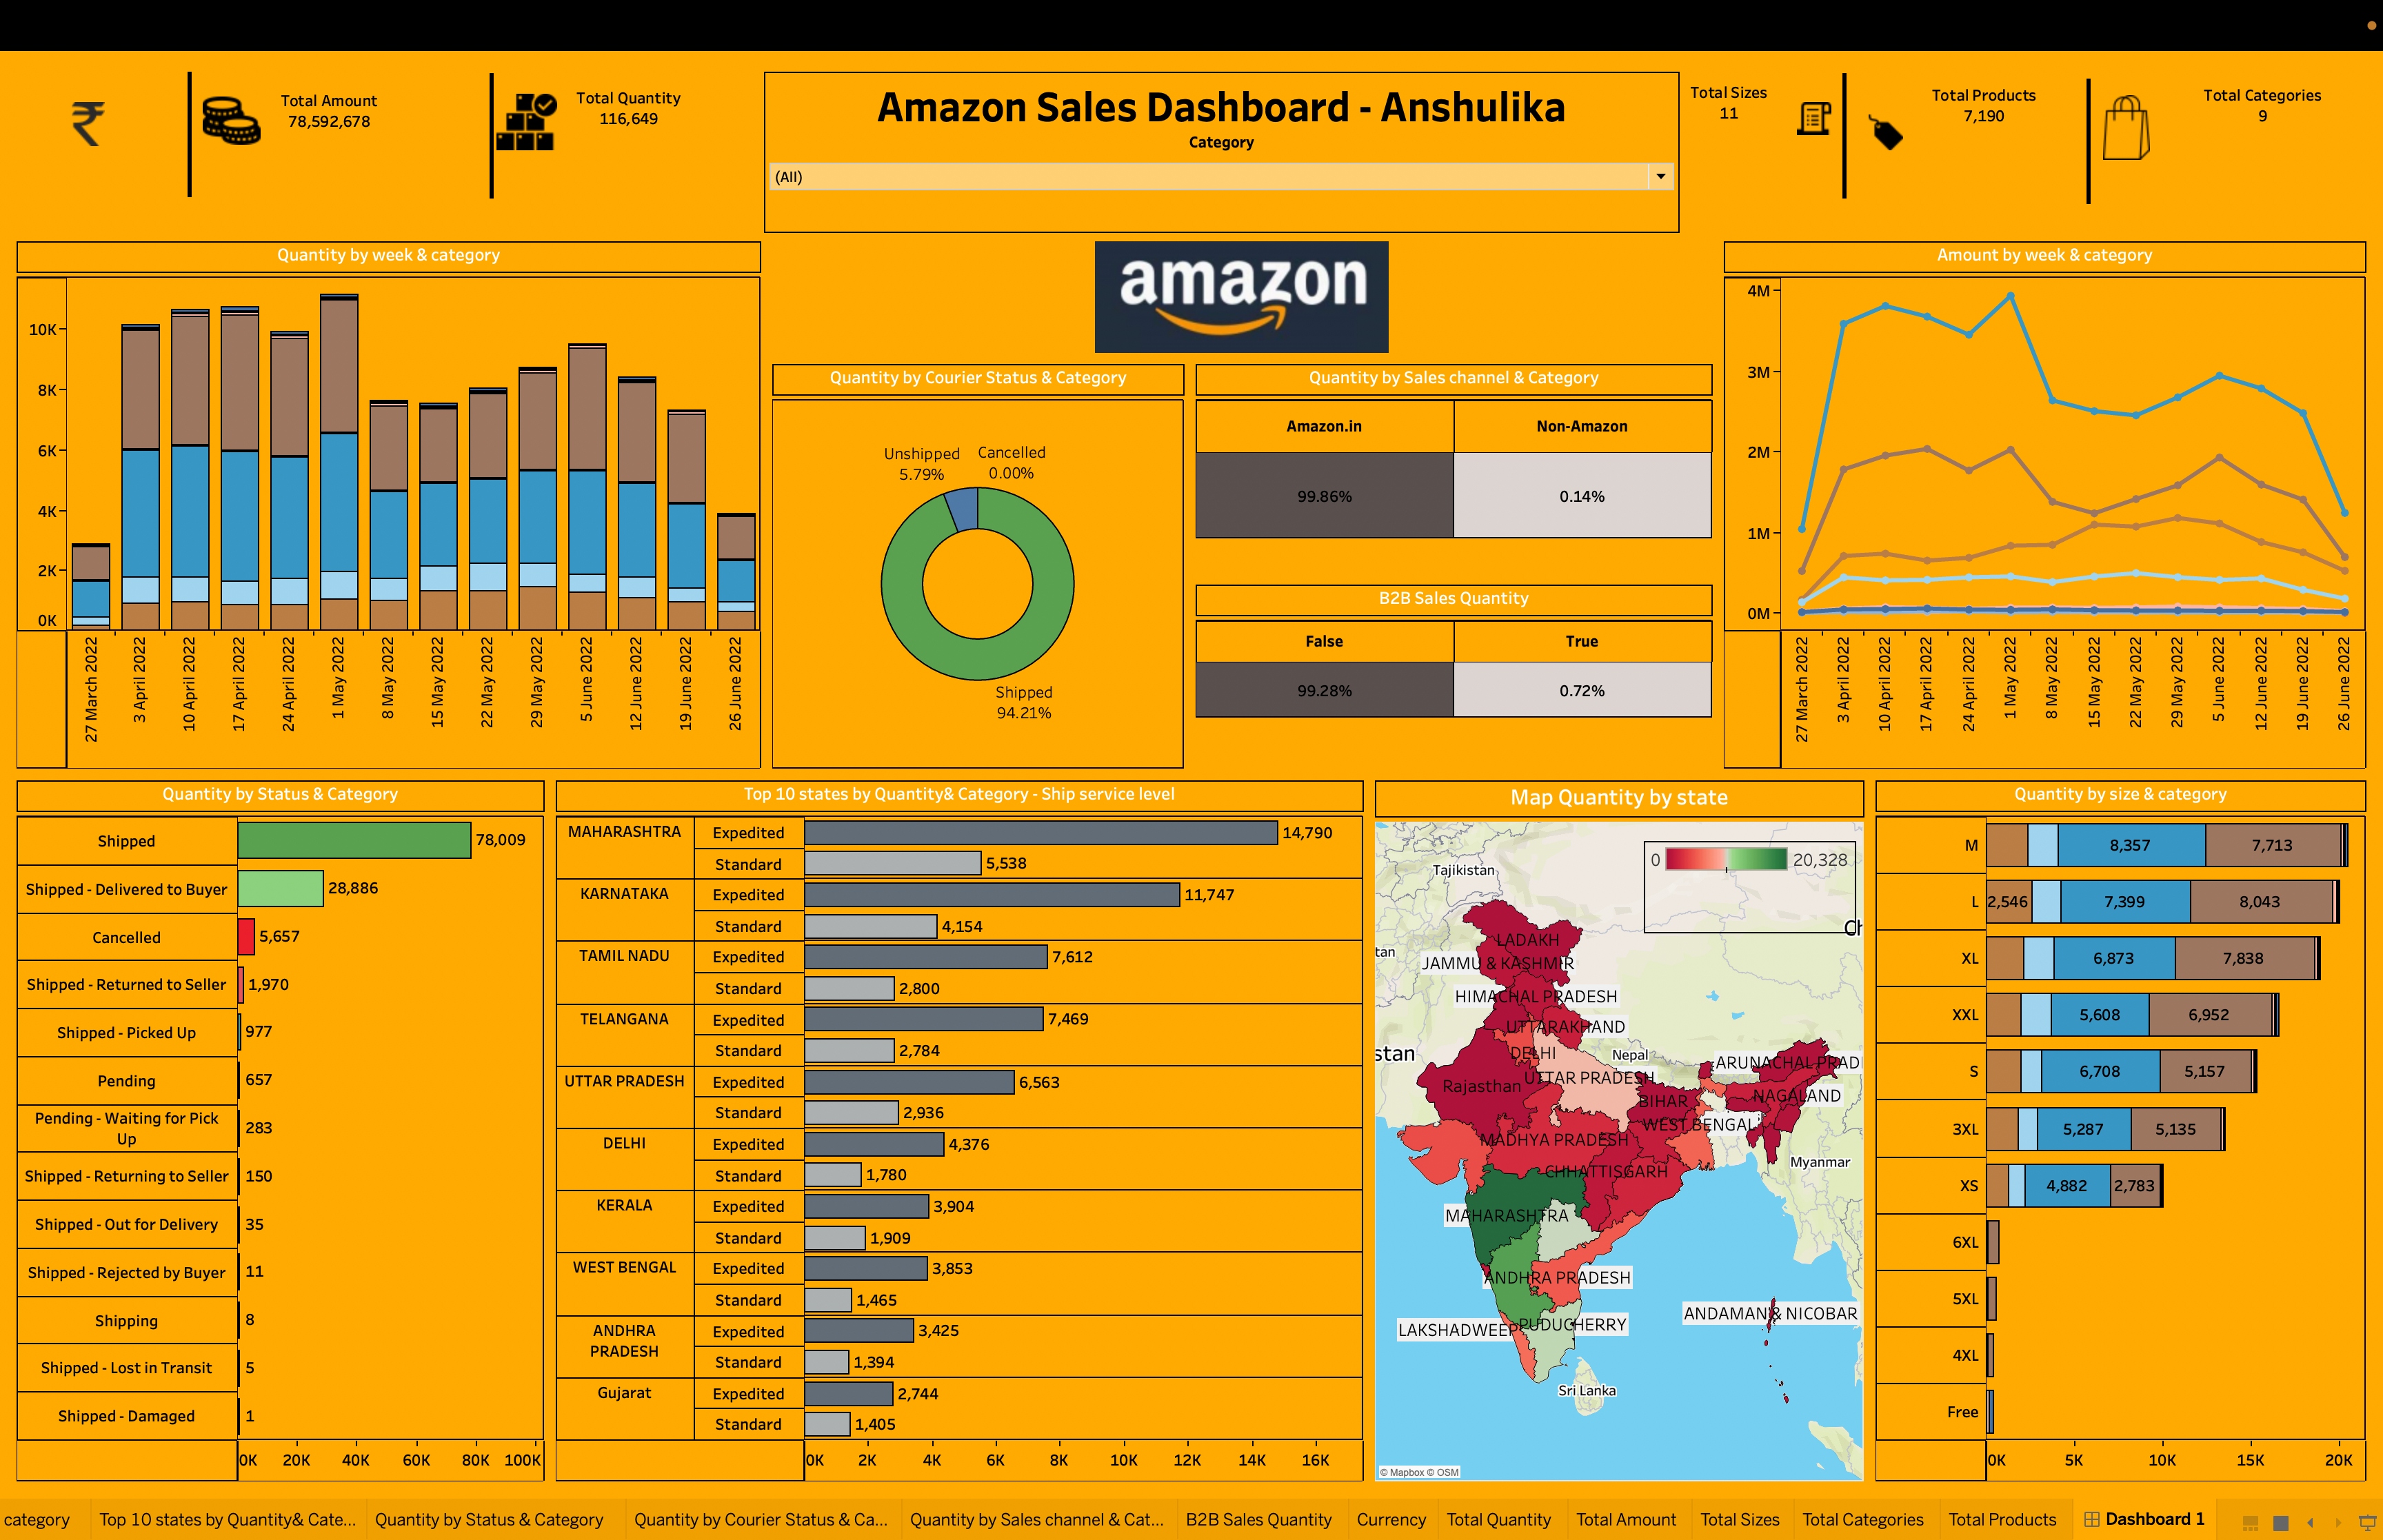 ₹
Total Amount
78,592,678
Total Quantity
116,649
Amazon Sales Dashboard - Anshulika
Category
(All)
Total Sizes
11
Total Products
7,190
Total Categories
9
Quantity by week & category
10K
8K
6K
4K
2K
0K
27 March 2022
3 April 2022
10 April 2022
17 April 2022
24 April 2022
1 May 2022
8 May 2022
15 May 2022
22 May 2022
29 May 2022
5 June 2022
12 June 2022
19 June 2022
26 June 2022
amazon
Quantity by Courier Status & Category
Unshipped
5.79%
Cancelled
0.00%
Shipped
94.21%
Quantity by Sales channel & Category
Amazon.in Non-Amazon
99.86% 0.14%
B2B Sales Quantity
False True
99.28% 0.72%
Amount by week & category
4M
3M
2M
1M
0M
27 March 2022
3 April 2022
10 April 2022
17 April 2022
24 April 2022
1 May 2022
8 May 2022
15 May 2022
22 May 2022
29 May 2022
5 June 2022
12 June 2022
19 June 2022
26 June 2022
Quantity by Status & Category
Shipped 78,009
Shipped - Delivered to Buyer 28,886
Cancelled 5,657
Shipped - Returned to Seller 1,970
Shipped - Picked Up 977
Pending 657
Pending - Waiting for Pick
Up 283
Shipped - Returning to Seller 150
Shipped - Out for Delivery 35
Shipped - Rejected by Buyer 11
Shipping 8
Shipped - Lost in Transit 5
Shipped - Damaged 1
0K 20K 40K 60K 80K 100K
Top 10 states by Quantity& Category - Ship service level
MAHARASHTRA Expedited 14,790
Standard 5,538
KARNATAKA Expedited 11,747
Standard 4,154
TAMIL NADU Expedited 7,612
Standard 2,800
TELANGANA Expedited 7,469
Standard 2,784
UTTAR PRADESH Expedited 6,563
Standard 2,936
DELHI Expedited 4,376
Standard 1,780
KERALA Expedited 3,904
Standard 1,909
WEST BENGAL Expedited 3,853
Standard 1,465
ANDHRA
PRADESH Expedited 3,425
Standard 1,394
Gujarat Expedited 2,744
Standard 1,405
0K 2K 4K 6K 8K 10K 12K 14K 16K
Map Quantity by state
0 20,328
Tajikistan
Ch
tan
LADAKH
JAMMU & KASHMIR
HIMACHAL PRADESH
UTTARAKHAND
stan
DELHI
Nepal
ARUNACHAL PRADE
UTTAR PRADESH
Rajasthan
BIHAR
NAGALAND
WEST BENGAL
MADHYA PRADESH
Myanmar
CHHATTISGARH
MAHARASHTRA
ANDHRA PRADESH
ANDAMAN & NICOBAR
LAKSHADWEEP
PUDUCHERRY
Sri Lanka
© Mapbox © OSM
Quantity by size & category
M 8,357 7,713
L 2,546 7,399 8,043
XL 6,873 7,838
XXL 5,608 6,952
S 6,708 5,157
3XL 5,287 5,135
XS 4,882 2,783
6XL
5XL
4XL
Free
0K 5K 10K 15K 20K
category Top 10 states by Quantity& Cate... Quantity by Status & Category Quantity by Courier Status & Ca... Quantity by Sales channel & Cat... B2B Sales Quantity Currency Total Quantity Total Amount Total Sizes Total Categories Total Products Dashboard 1